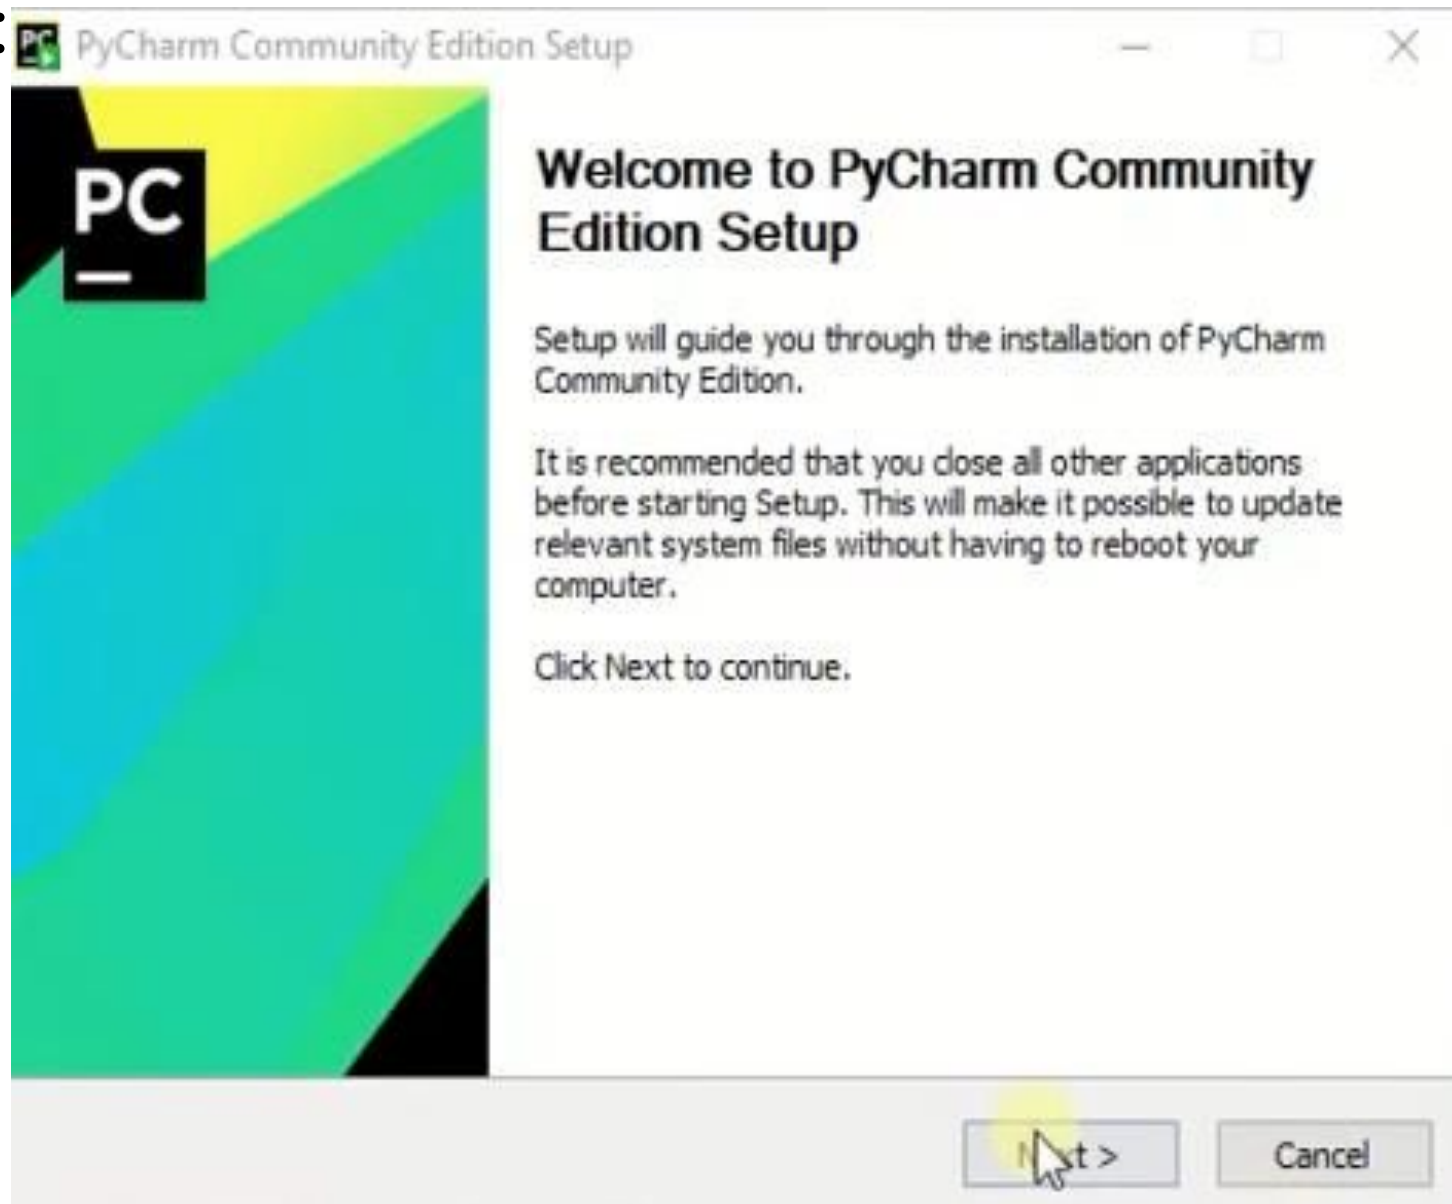 PyCharm Community Edition Setup
PC
Welcome to PyCharm Community
Edition Setup
Setup will guide you through the installation of PyCharm
Community Edition.
It is recommended that you close all other applications
before starting Setup. This will make it possible to update
relevant system files without having to reboot your
computer.
Click Next to continue.
Next >
Cancel